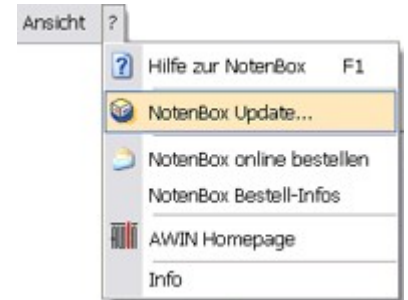 Ansicht ?
Hilfe zur NotenBox F1
NotenBox Update...
NotenBox online bestellen
NotenBox Bestell-Infos
AWIN Homepage
Info